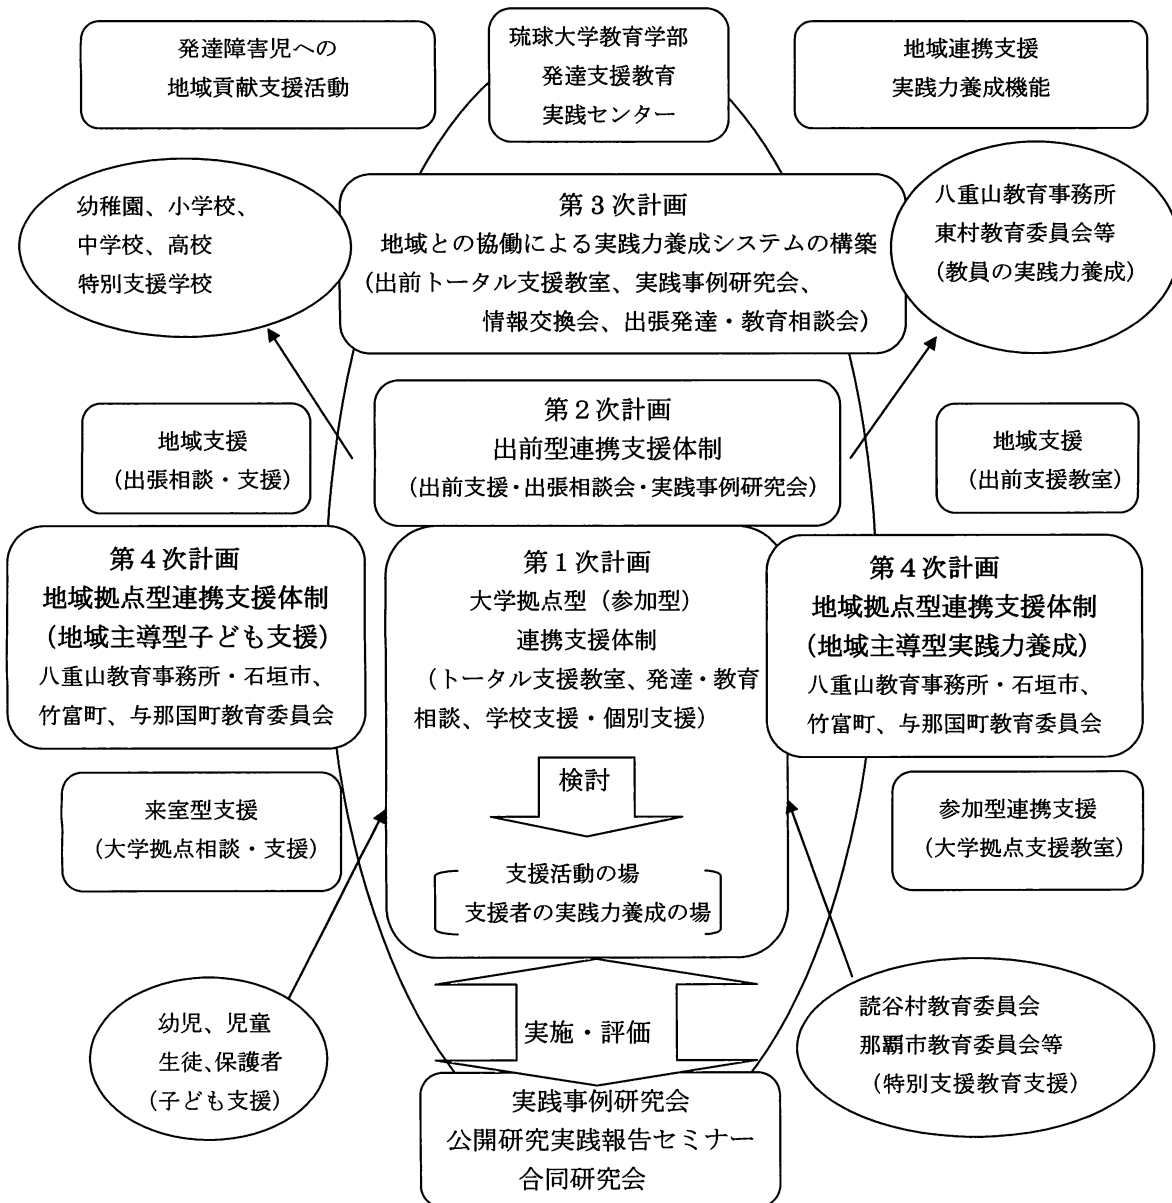 発達障害児への
地域貢献支援活動
琉球大学教育学部
発達支援教育
実践センター
地域連携支援
実践力養成機能
幼稚園、小学校、
中学校、高校
特別支援学校
第３次計画
地域との協働による実践力養成システムの構築
(出前トータル支援教室、実践事例研究会、
情報交換会、出張発達・教育相談会)
八重山教育事務所
東村教育委員会等
(教員の実践力養成)
地域支援
(出張相談・支援)
第２次計画
出前型連携支援体制
(出前支援・出張相談会・実践事例研究会)
地域支援
(出前支援教室)
第４次計画
地域拠点型連携支援体制
(地域主導型子ども支援)
八重山教育事務所・石垣市、
竹富町、与那国町教育委員会
第１次計画
大学拠点型（参加型）
連携支援体制
（トータル支援教室、発達・教育
相談、学校支援・個別支援）
検討
支援活動の場
支援者の実践力養成の場
第４次計画
地域拠点型連携支援体制
(地域主導型実践力養成)
八重山教育事務所・石垣市、
竹富町、与那国町教育委員会
来室型支援
(大学拠点相談・支援)
参加型連携支援
(大学拠点支援教室)
幼児、児童
生徒、保護者
(子ども支援)
実施・評価
読谷村教育委員会
那覇市教育委員会等
(特別支援教育支援)
実践事例研究会
公開研究実践報告セミナー
合同研究会